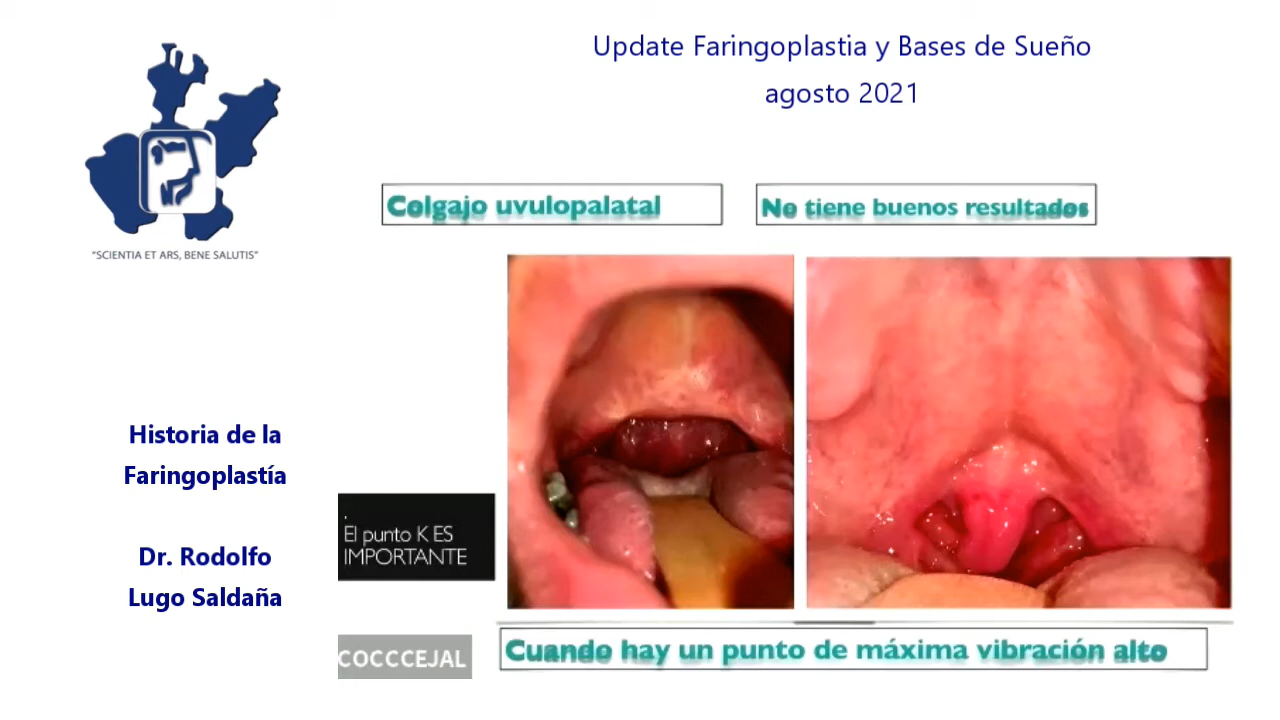 Update Faringoplastia y Bases de Sueño
agosto 2021
"SCIENTIA ET ARS, BENE SALUTIS"
Colgajo uvulopalatal
No tiene buenos resultados
Historia de la
Faringoplastía
Dr. Rodolfo
Lugo Saldaña
El punto K ES
IMPORTANTE
COCCCEJAL
Cuando hay un punto de máxima vibración alto